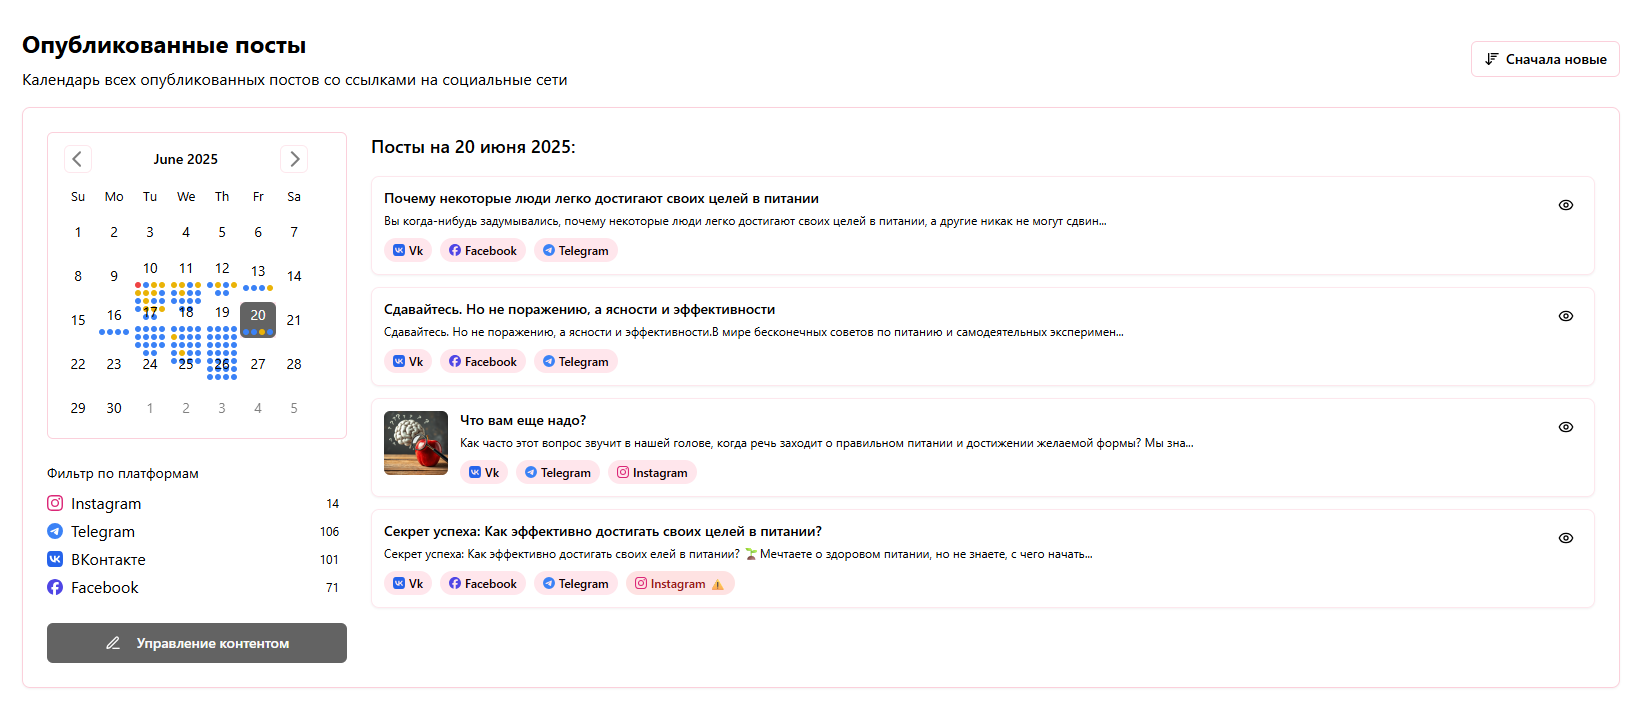 Опубликованные посты
Календарь всех опубликованных постов со ссылками на социальные сети
Сначала новые
June 2025
Su Mo Tu We Th Fr Sa
1 2 3 4 5 6 7
8 9 10 11 12 13 14
15 16 17 18 19 20 21
22 23 24 25 26 27 28
29 30 1 2 3 4 5
Фильтр по платформам
Instagram 14
Telegram 106
ВКонтакте 101
Facebook 71
Управление контентом
Посты на 20 июня 2025:
Почему некоторые люди легко достигают своих целей в питании
Вы когда-нибудь задумывались, почему некоторые люди легко достигают своих целей в питании, а другие никак не могут сдвин...
Vk Facebook Telegram
Сдавайтесь. Но не поражению, а ясности и эффективности
Сдавайтесь. Но не поражению, а ясности и эффективности.В мире бесконечных советов по питанию и самодеятельных эксперимен...
Vk Facebook Telegram
Что вам еще надо?
Как часто этот вопрос звучит в нашей голове, когда речь заходит о правильном питании и достижении желаемой формы? Мы зна...
Vk Telegram Instagram
Секрет успеха: Как эффективно достигать своих целей в питании?
Секрет успеха: Как эффективно достигать своих елей в питании? 🌱 Мечтаете о здоровом питании, но не знаете, с чего начать...
Vk Facebook Telegram Instagram ⚠️